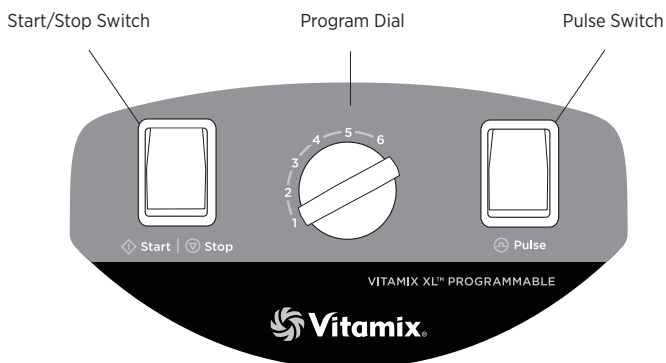 Start/Stop Switch
Program Dial
Pulse Switch
1
2
3
4
5
6
Start | Stop
Pulse
VITAMIX XL™ PROGRAMMABLE
Vitamix®